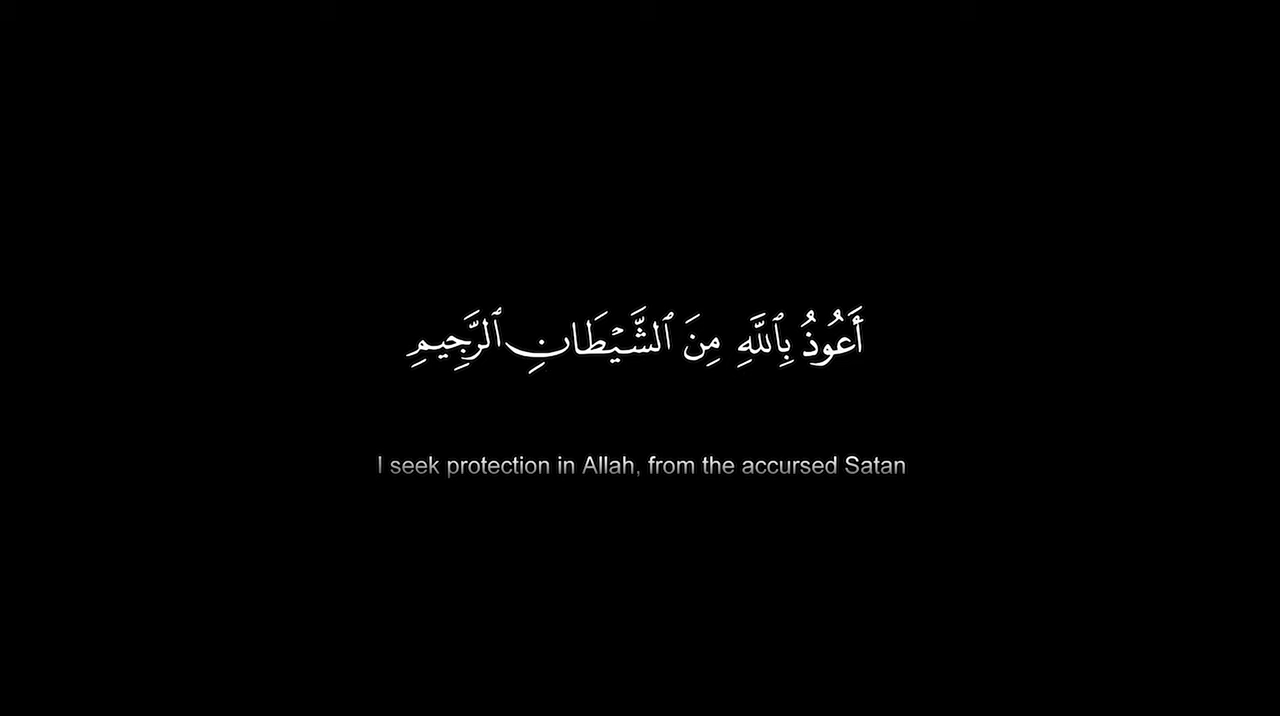 أَعُوذُ بِٱللَّهِ مِنَ ٱلشَّيْطَانِ ٱلرَّجِيمِ
I seek protection in Allah, from the accursed Satan